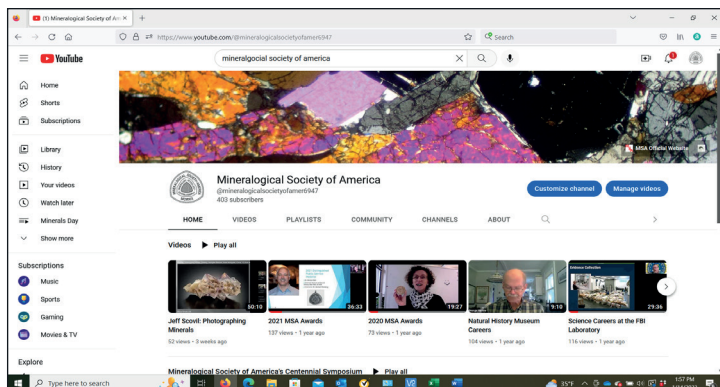 (1) Mineralogical Society of Am
https://www.youtube.com/@mineralogicalsocietyofamer6947
Search
YouTube
mineralgocial society of america
Home
Shorts
Subscriptions
Library
History
Your videos
Watch later
Minerals Day
Show more
Subscriptions
Music
Sports
Gaming
Movies & TV
Explore
MSA Official Website
Mineralogical Society of America
@mineralogicalsocietyofamer6947
403 subscribers
Customize channel
Manage videos
HOME
VIDEOS
PLAYLISTS
COMMUNITY
CHANNELS
ABOUT
Videos
Play all
50:10
36:33
19:27
9:10
Evidence Collection
29:36
Jeff Scovil: Photographing
Minerals
52 views • 3 weeks ago
2021 MSA Awards
137 views • 1 year ago
2020 MSA Awards
73 views • 1 year ago
Natural History Museum
Careers
104 views • 1 year ago
Science Careers at the FBI
Laboratory
116 views • 1 year ago
Mineralogical Society of America's Centennial Symposium
Play all
Type here to search
35°F
1:57 PM